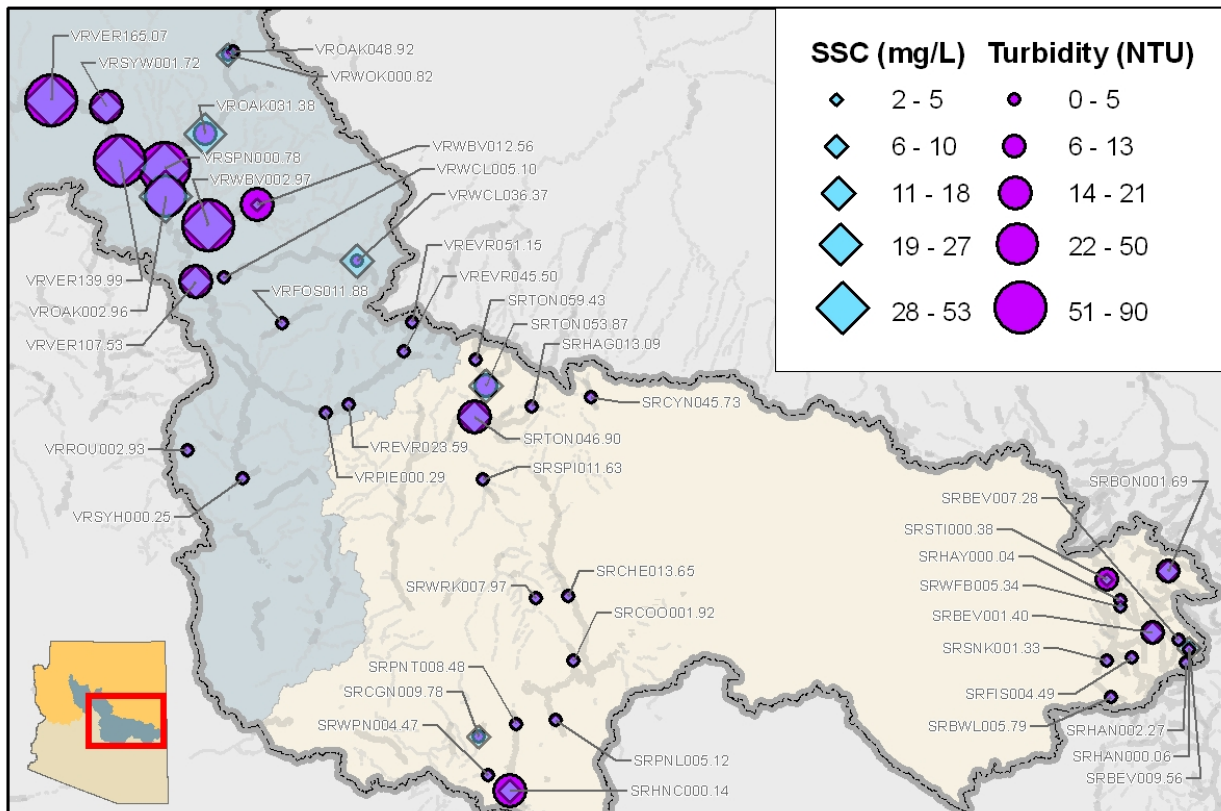 SSC (mg/L) Turbidity (NTU)
2 - 5 0 - 5
6 - 10 6 - 13
11 - 18 14 - 21
19 - 27 22 - 50
28 - 53 51 - 90
VRVER165.07
VRSYW001.72
VROAK048.92
VRWOK000.82
VROAK031.38
VRSPN000.78
VRWBV002.97
VRWBV012.56
VRWCL005.10
VRWCL036.37
VREVR051.15
VREVR045.50
VRVER139.99
VROAK002.96
VRVER107.53
VRFOS011.88
SRTON059.43
SRTON053.87
SRHAG013.09
SRCYN045.73
SRTON046.90
VREVR023.59
VRROU002.93
VRPIE000.29
SRSPI011.63
VRSYH000.25
SRBON001.69
SRBEV007.28
SRSTI000.38
SRHAY000.04
SRWFB005.34
SRBEV001.40
SRSNK001.33
SRFIS004.49
SRBWL005.79
SRHAN002.27
SRHAN000.06
SRBEV009.56
SRWRK007.97
SRCHE013.65
SRCOO001.92
SRPNT008.48
SRCGN009.78
SRWPN004.47
SRPNL005.12
SRHNC000.14